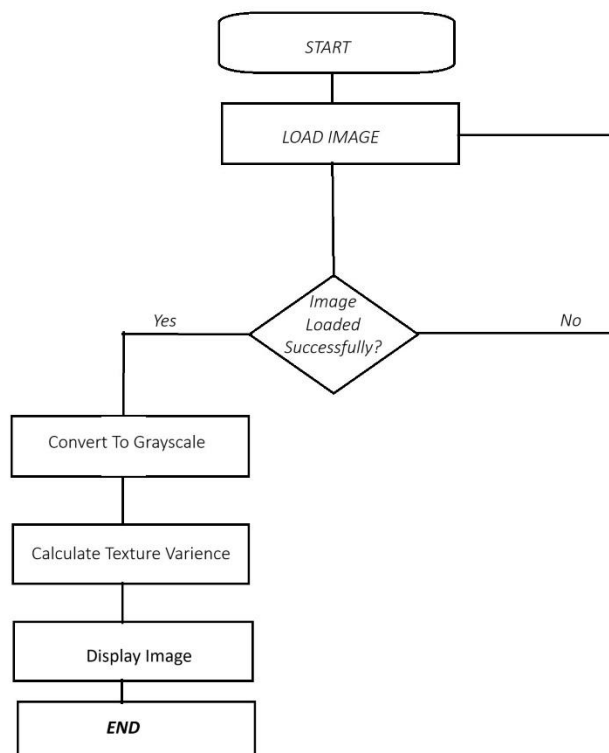 START
LOAD IMAGE
Image
Loaded
Successfully?
Yes
No
Convert To Grayscale
Calculate Texture Varience
Display Image
END